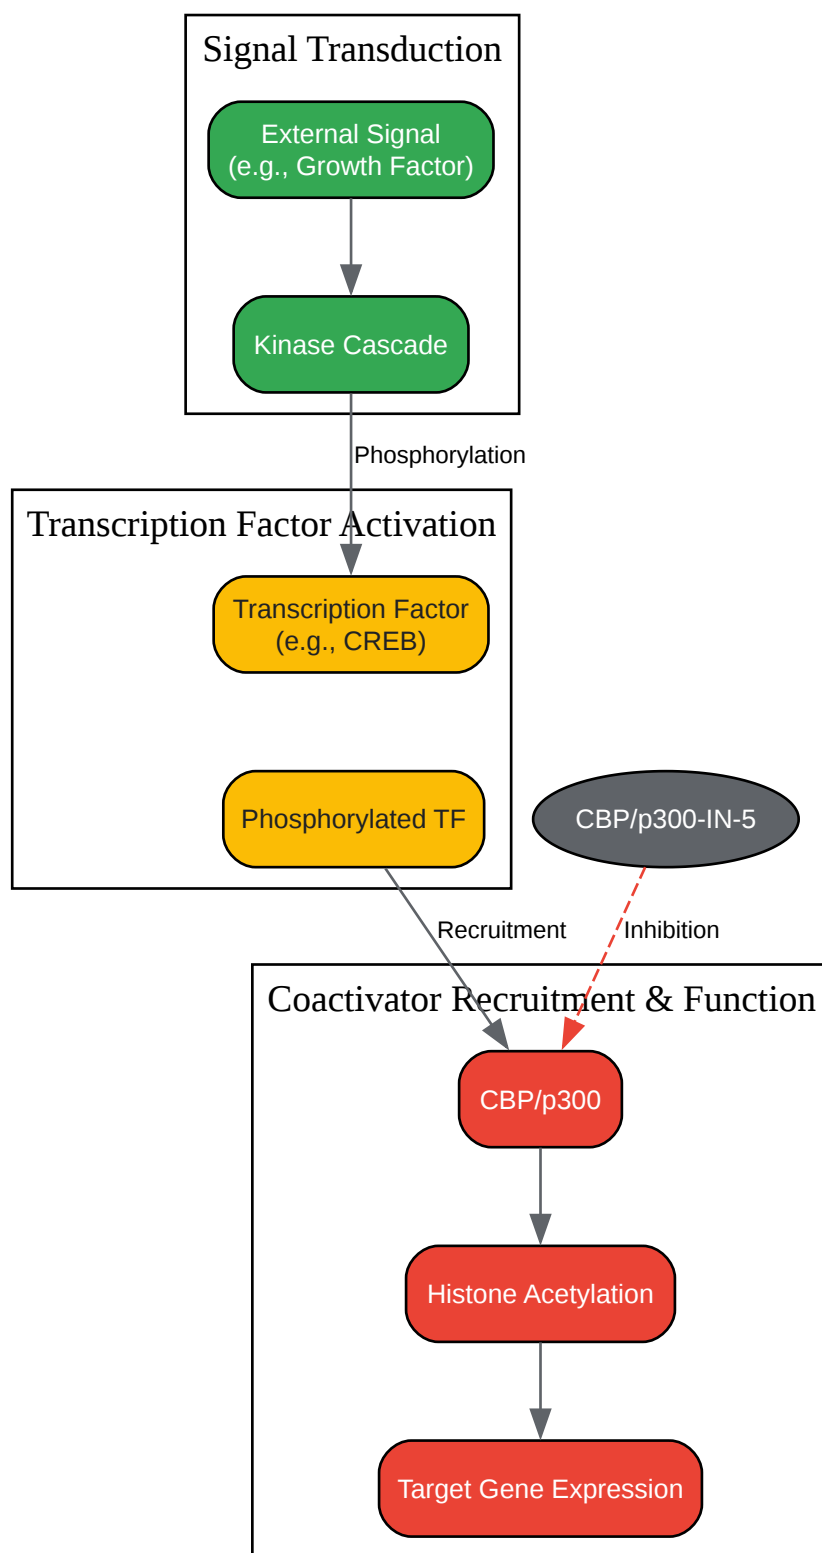 Signal Transduction
External Signal
(e.g., Growth Factor)
Kinase Cascade
Phosphorylation
Transcription Factor Activation
Transcription Factor
(e.g., CREB)
Phosphorylated TF
CBP/p300-IN-5
Recruitment
Inhibition
Coactivator Recruitment & Function
CBP/p300
Histone Acetylation
Target Gene Expression